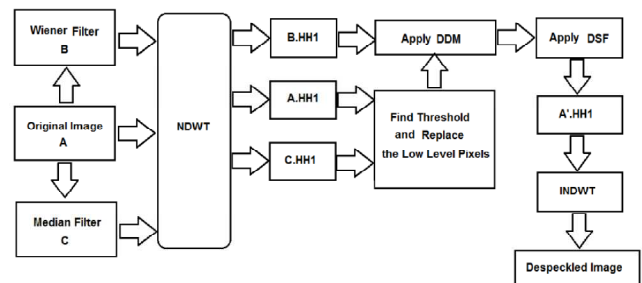 Wiener Filter
B
Original Image
A
Median Filter
C
NDWT
B.HH1
A.HH1
C.HH1
Apply DDM
Find Threshold
and Replace
the Low Level Pixels
Apply DSF
A'.HH1
INDWT
Despeckled Image